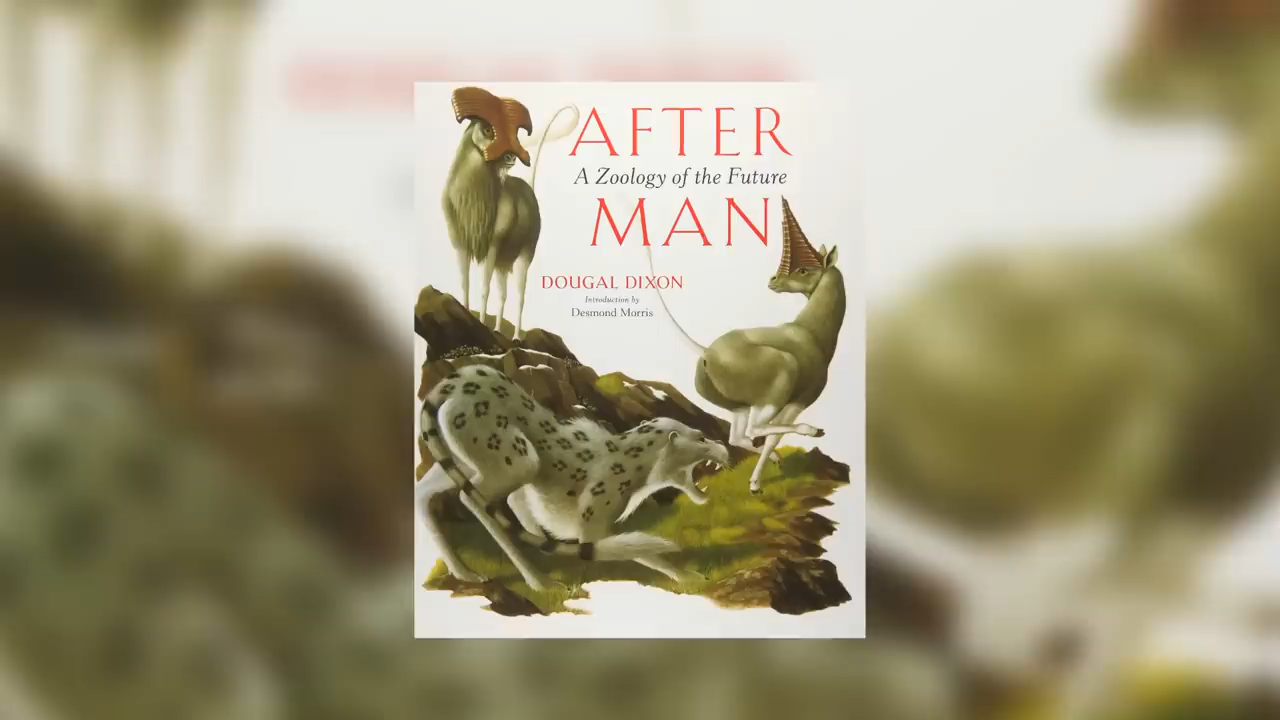 AFTER
A Zoology of the Future
MAN
DOUGAL DIXON
Introduction by
Desmond Morris